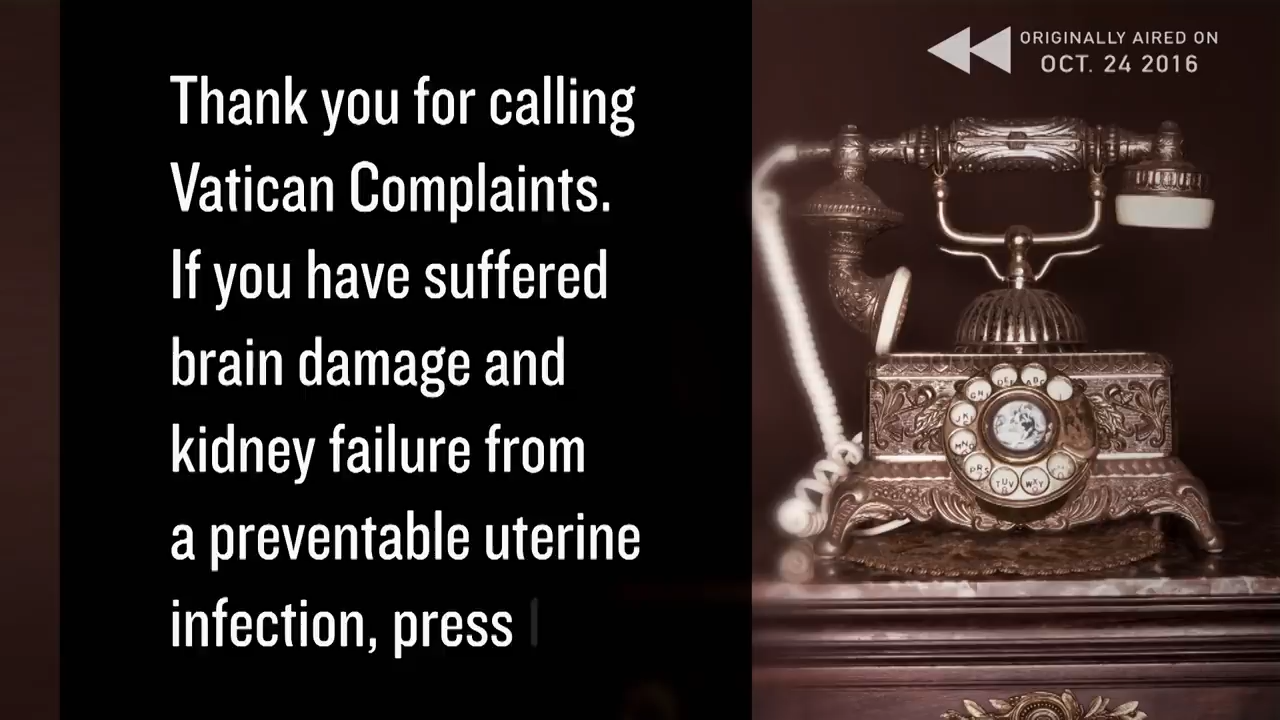 Thank you for calling
Vatican Complaints.
If you have suffered
brain damage and
kidney failure from
a preventable uterine
infection, press
ORIGINALLY AIRED ON
OCT. 24 2016